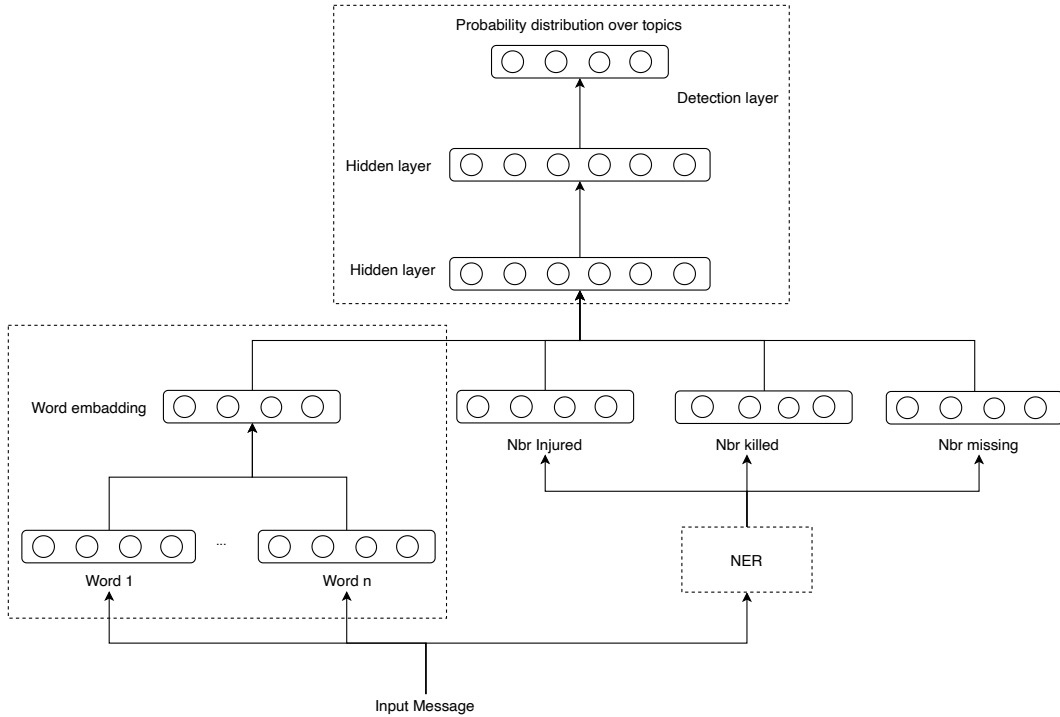 Probability distribution over topics
Detection layer
Hidden layer
Hidden layer
Word embedding
Nbr Injured
Nbr killed
Nbr missing
...
Word 1
Word n
NER
Input Message